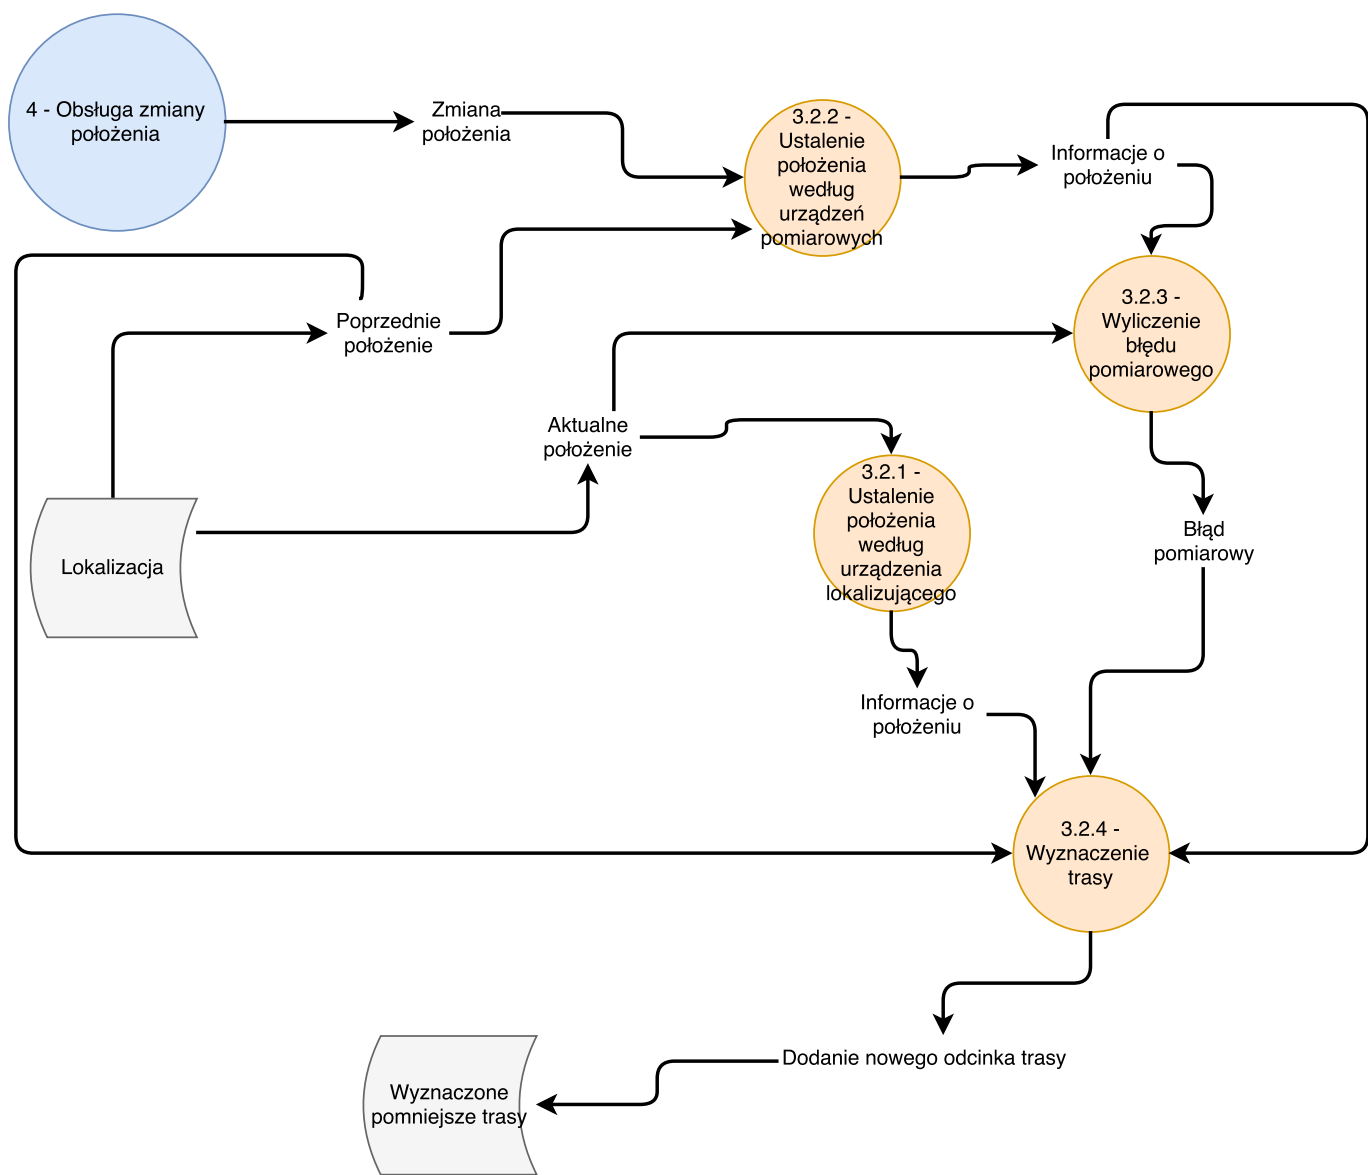 4 - Obsługa zmiany
położenia
Zmiana
położenia
3.2.2 -
Ustalenie
położenia
według
urządzeń
pomiarowych
Informacje o
położeniu
Poprzednie
położenie
3.2.3 -
Wyliczenie
błędu
pomiarowego
Aktualne
położenie
3.2.1 -
Ustalenie
położenia
według
urządzenia
lokalizującego
Lokalizacja
Błąd
pomiarowy
Informacje o
położeniu
3.2.4 -
Wyznaczenie
trasy
Dodanie nowego odcinka trasy
Wyznaczone
pomniejsze trasy